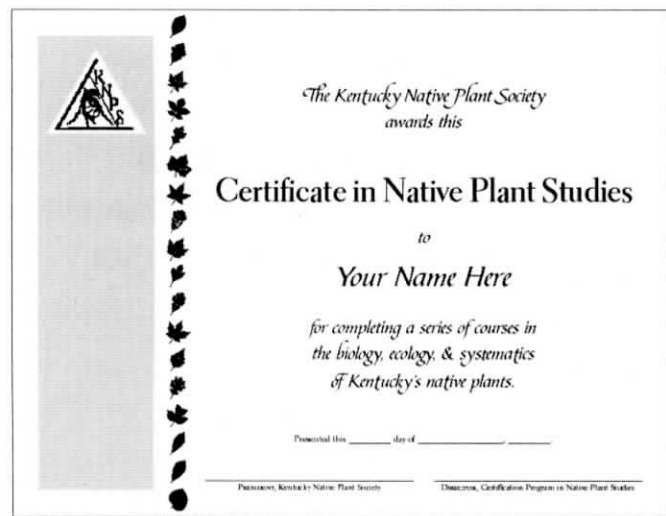 KNPS
The Kentucky Native Plant Society
awards this
Certificate in Native Plant Studies
to
Your Name Here
for completing a series of courses in
the biology, ecology, & systematics
of Kentucky's native plants.
Presented this ________ day of ________________, ________.
President, Kentucky Native Plant Society
Director, Certification Program in Native Plant Studies